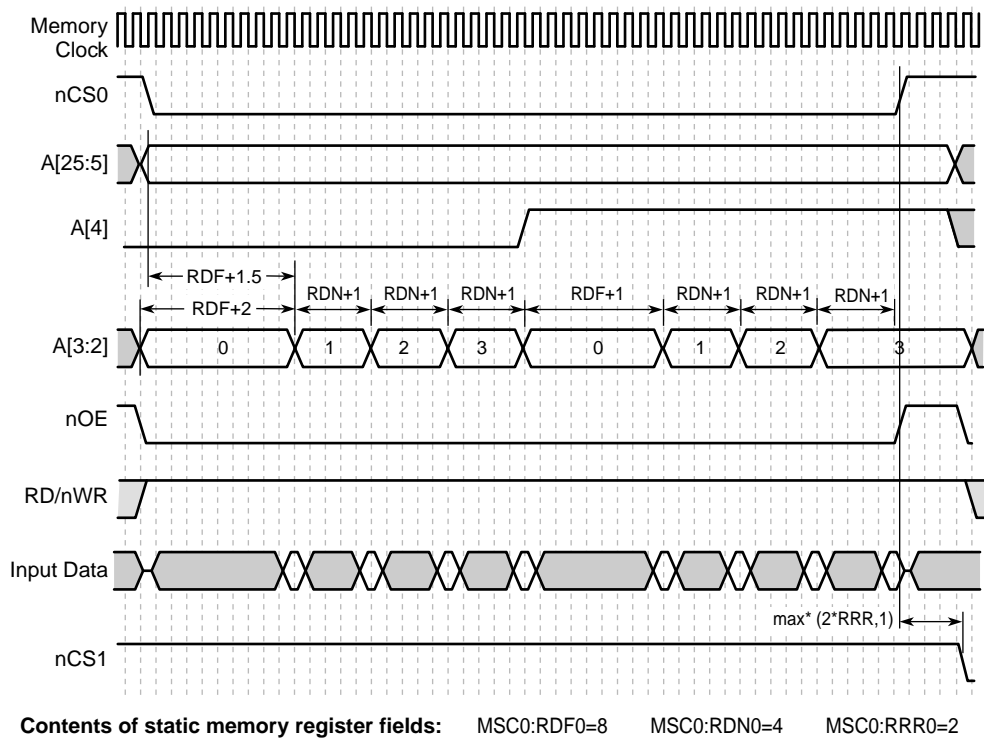 Memory
Clock
nCS0
A[25:5]
A[4]
RDF+1.5
RDF+2 RDN+1 RDN+1 RDN+1 RDF+1 RDN+1 RDN+1 RDN+1
A[3:2] 0 1 2 3 0 1 2 3
nOE
RD/nWR
Input Data
max* (2*RRR,1)
nCS1
Contents of static memory register fields: MSC0:RDF0=8 MSC0:RDN0=4 MSC0:RRR0=2